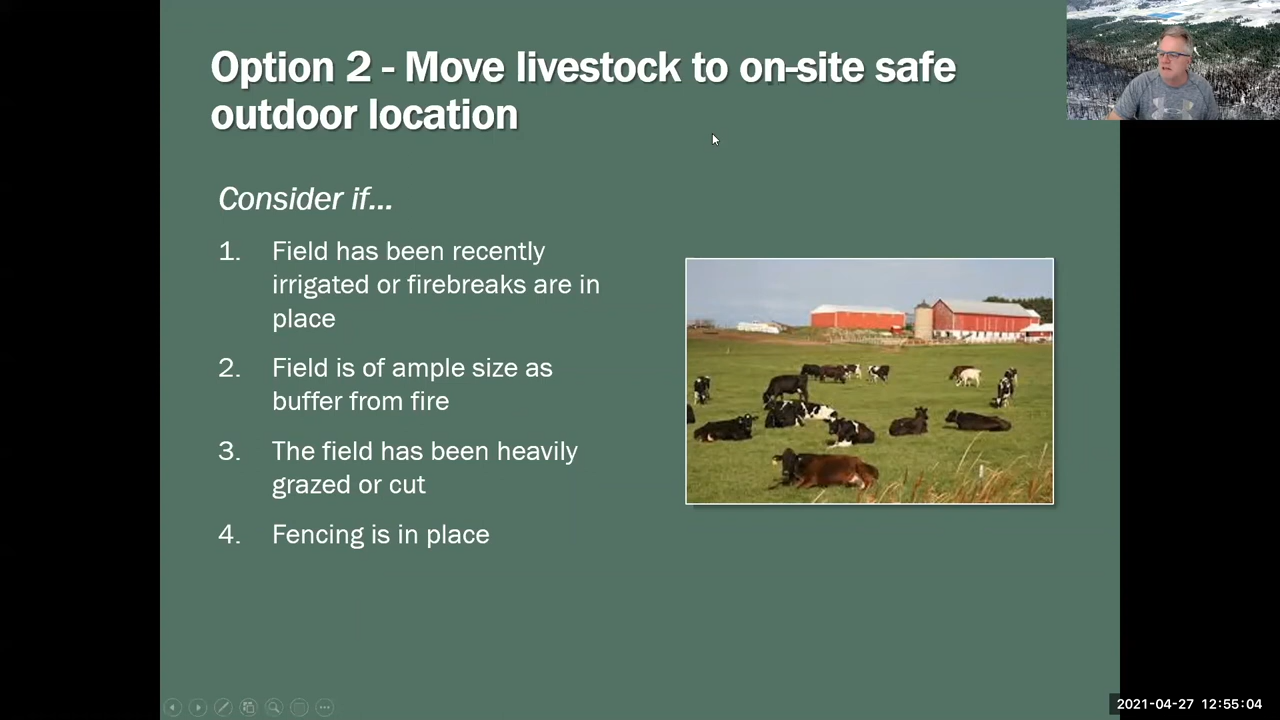 Option 2 - Move livestock to on-site safe
outdoor location
Consider if...
1. Field has been recently
irrigated or firebreaks are in
place
2. Field is of ample size as
buffer from fire
3. The field has been heavily
grazed or cut
4. Fencing is in place
2021-04-27 12:55:04